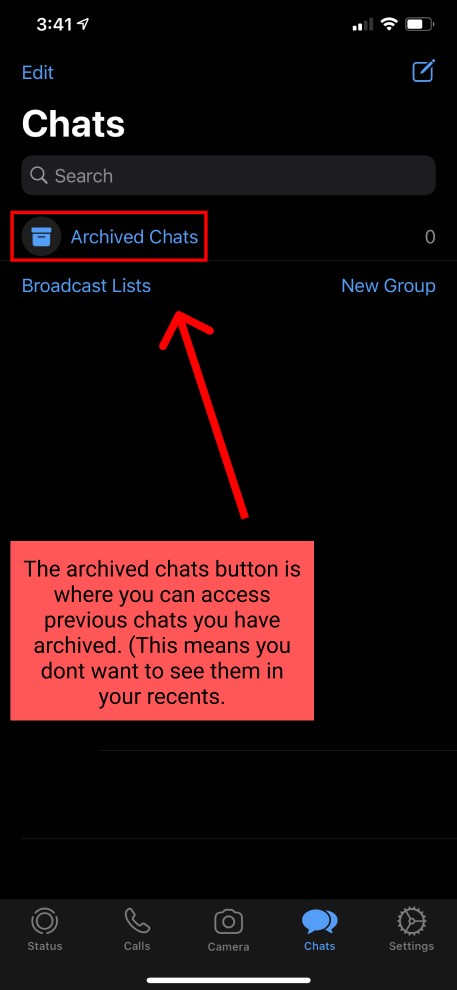 3:41
Edit
Chats
Search
Archived Chats 0
Broadcast Lists New Group
The archived chats button is
where you can access
previous chats you have
archived. (This means you
dont want to see them in
your recents.
Status Calls Camera Chats Settings